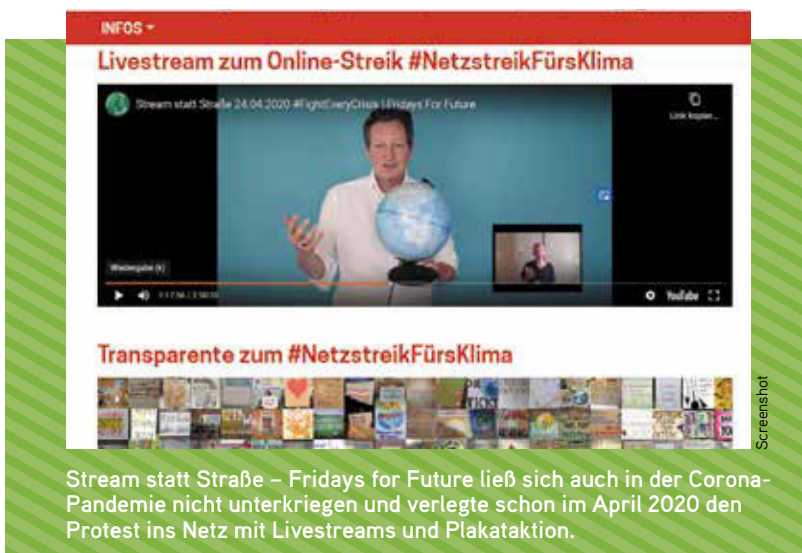 INFOS
Livestream zum Online-Streik #NetzstreikFürsKlima
Stream statt Straße 24.04.2020 #FightEveryCrisis | Fridays For Future
Link kopier...
Wiedergabe (k)
YouTube
Transparente zum #NetzstreikFürsKlima
Screenshot
Stream statt Straße – Fridays for Future ließ sich auch in der Corona-
Pandemie nicht unterkriegen und verlegte schon im April 2020 den
Protest ins Netz mit Livestreams und Plakataktion.